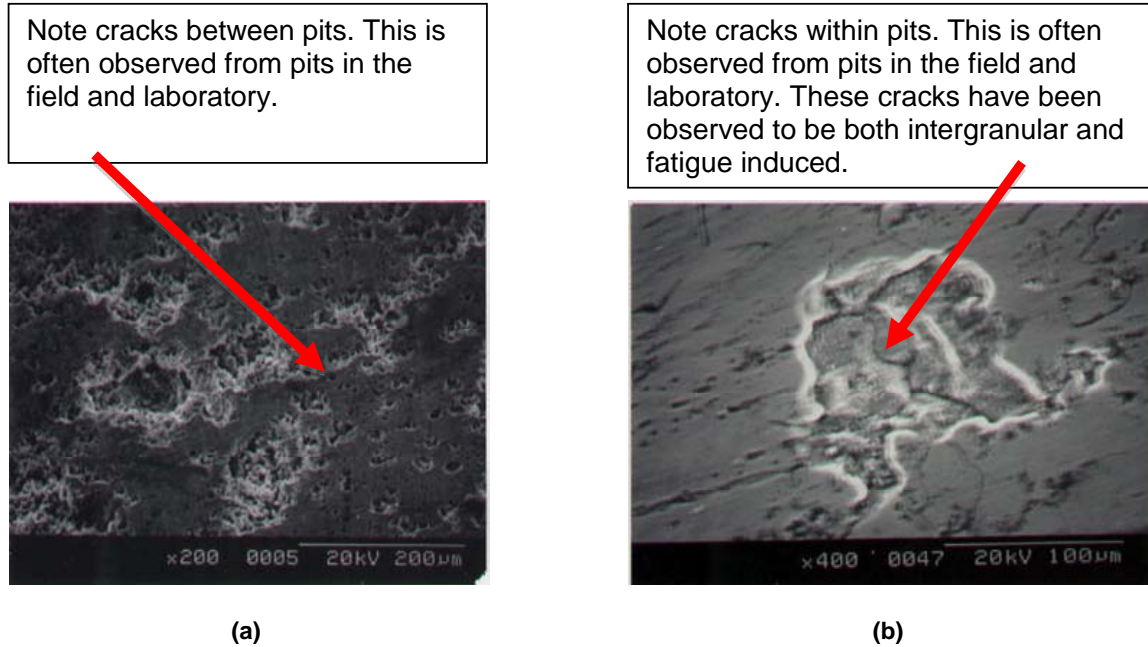 Note cracks between pits. This is
often observed from pits in the
field and laboratory.
Note cracks within pits. This is often
observed from pits in the field and
laboratory. These cracks have been
observed to be both intergranular and
fatigue induced.
x200 0005 20kV 200µm
x400 0047 20kV 100µm
(a)
(b)